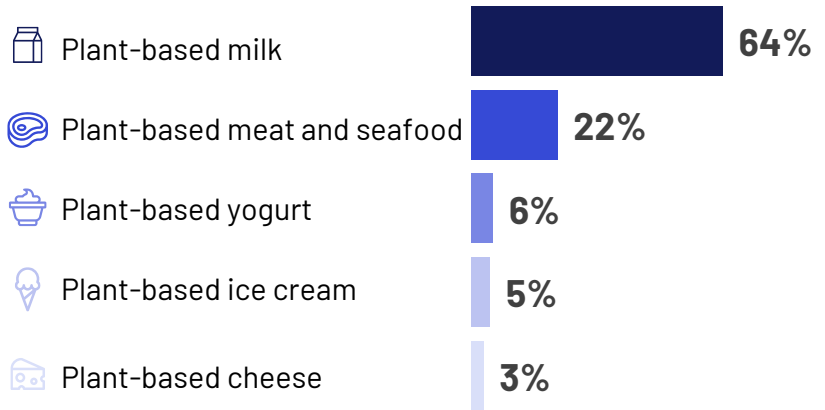 Plant-based milk 64%
Plant-based meat and seafood 22%
Plant-based yogurt 6%
Plant-based ice cream 5%
Plant-based cheese 3%